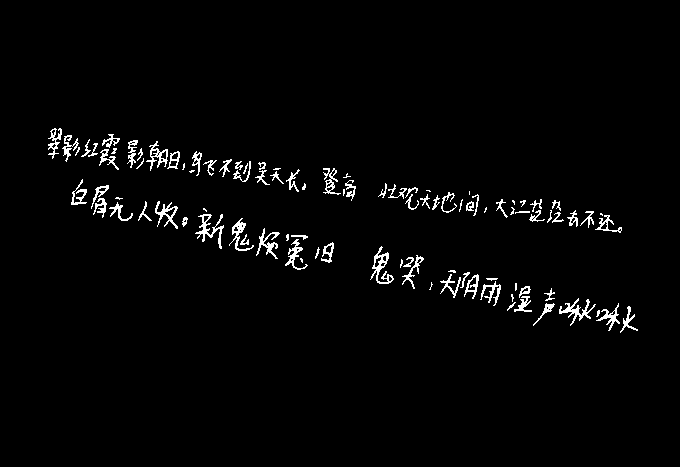 翠影红霞影朝日，鸟飞不到吴天长。登高 壮观天地间，大江茫茫去不还。
白眉无人收。新鬼烦冤旧 鬼哭，天阴雨湿声啾啾